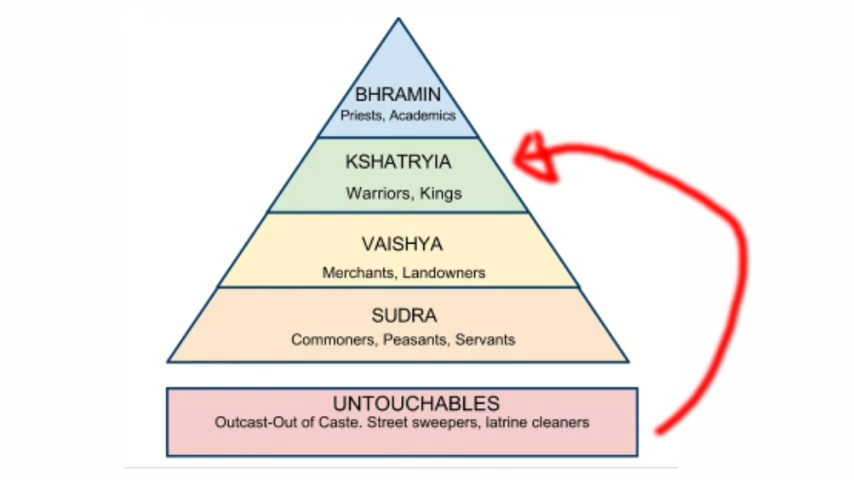 BHRAMIN
Priests, Academics
KSHATRYIA
Warriors, Kings
VAISHYA
Merchants, Landowners
SUDRA
Commoners, Peasants, Servants
UNTOUCHABLES
Outcast-Out of Caste. Street sweepers, latrine cleaners